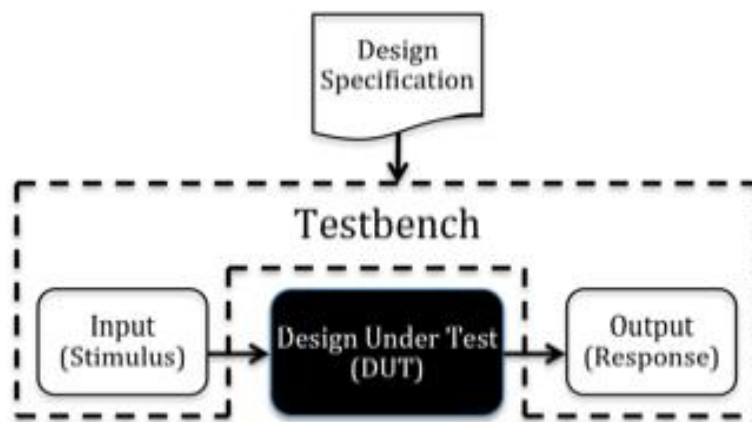 Design
Specification
Testbench
Input
(Stimulus)
Design Under Test
(DUT)
Output
(Response)